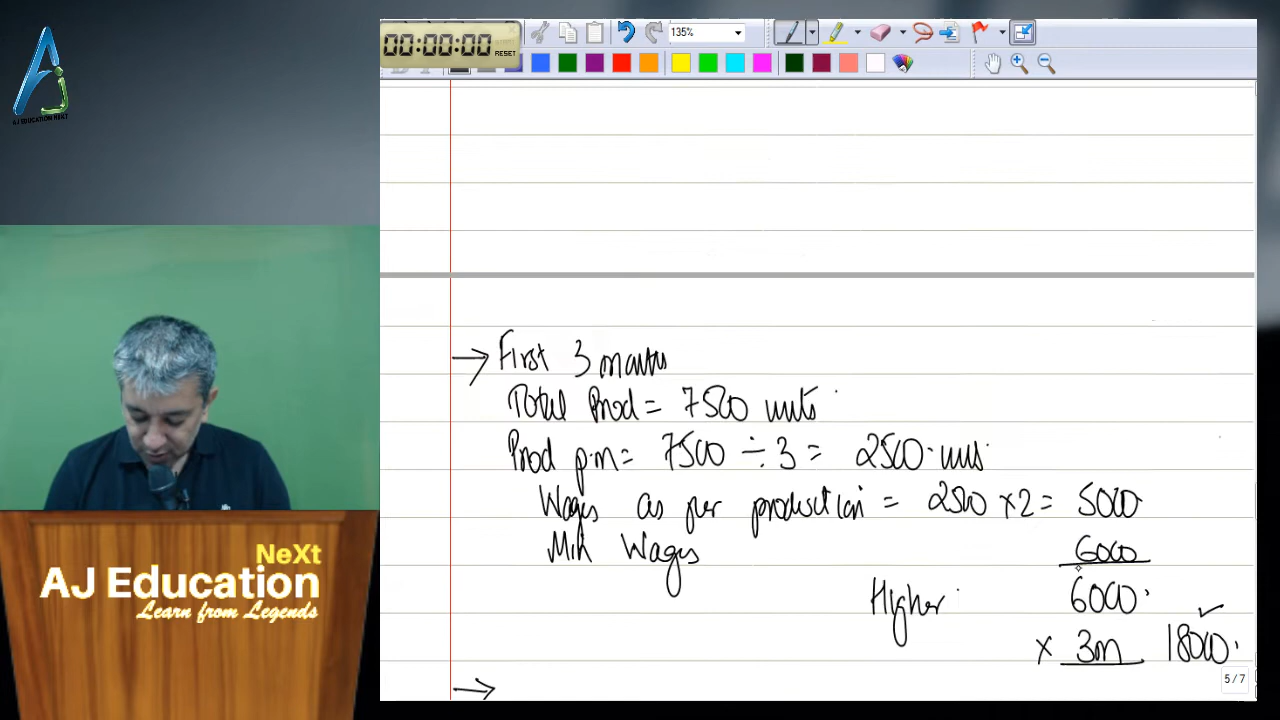 00:00:00
RESET
135%
AJ EDUCATION NEXT
→ First 3 months
Total Prod = 7500 units
Prod p.m = 7500 ÷ 3 = 2500 units
Wages as per production = 2500 × 2 = 5000
Min Wages 6000
Higher 6000
× 3m 18000
→
5 / 7
NeXt
AJ Education
Learn from Legends